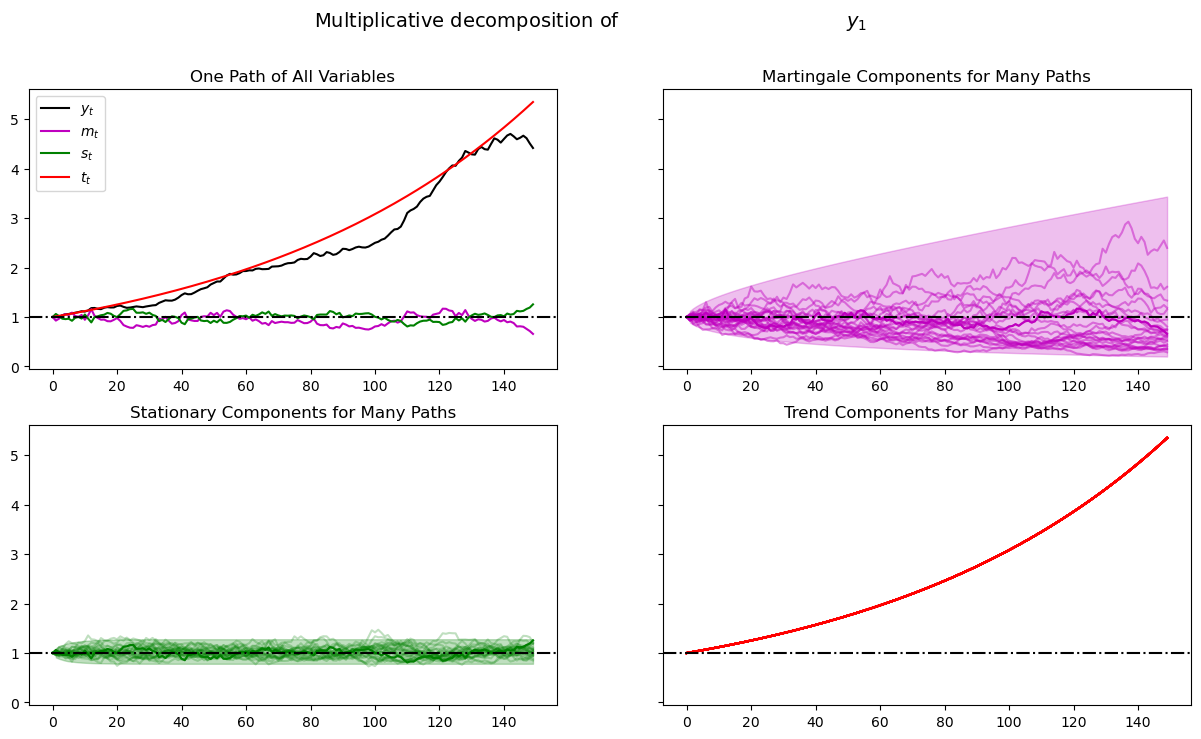 Multiplicative decomposition of y₁
One Path of All Variables
yₜ
mₜ
sₜ
tₜ
5
4
3
2
1
0
0 20 40 60 80 100 120 140
Martingale Components for Many Paths
0 20 40 60 80 100 120 140
Stationary Components for Many Paths
5
4
3
2
1
0
0 20 40 60 80 100 120 140
Trend Components for Many Paths
0 20 40 60 80 100 120 140